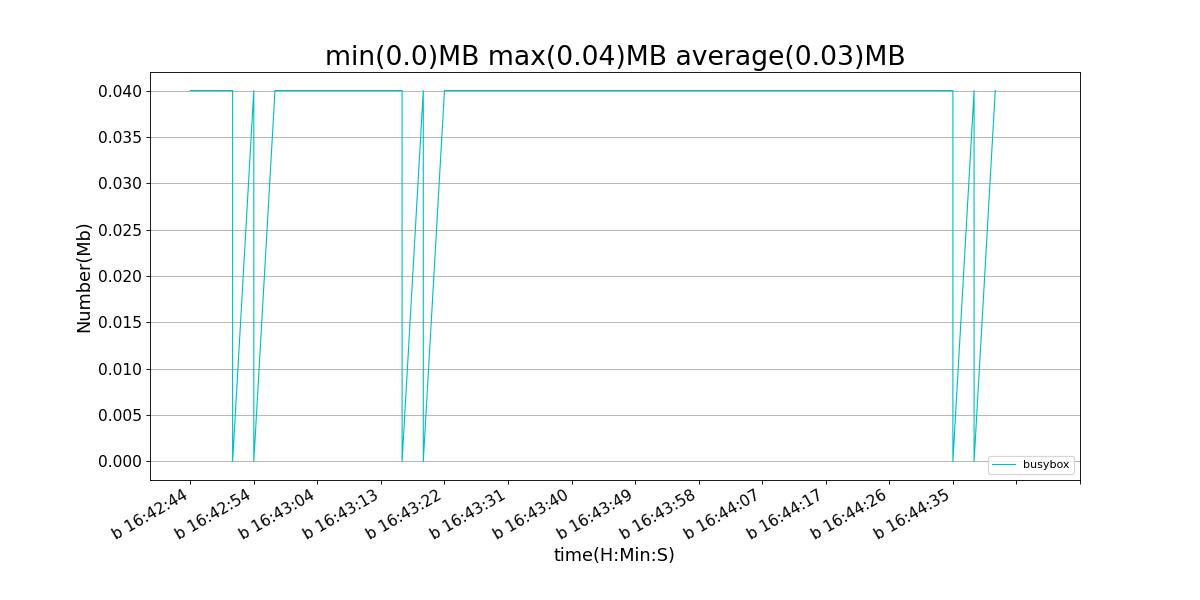 min(0.0)MB max(0.04)MB average(0.03)MB
Number(Mb)
0.040
0.035
0.030
0.025
0.020
0.015
0.010
0.005
0.000
busybox
b 16:42:44
b 16:42:54
b 16:43:04
b 16:43:13
b 16:43:22
b 16:43:31
b 16:43:40
b 16:43:49
b 16:43:58
b 16:44:07
b 16:44:17
b 16:44:26
b 16:44:35
time(H:Min:S)